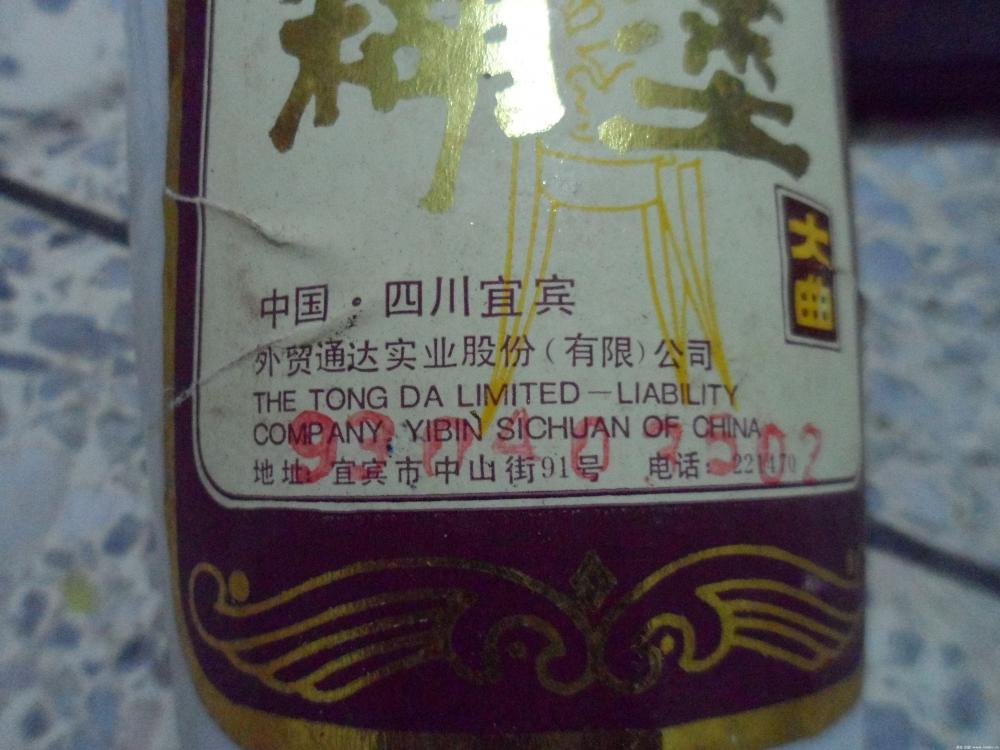 大曲
中国·四川宜宾
外贸通达实业股份（有限）公司
THE TONG DA LIMITED—LIABILITY
COMPANY, YIBIN SICHUAN OF CHINA
地址：宜宾市中山街91号 电话：221470